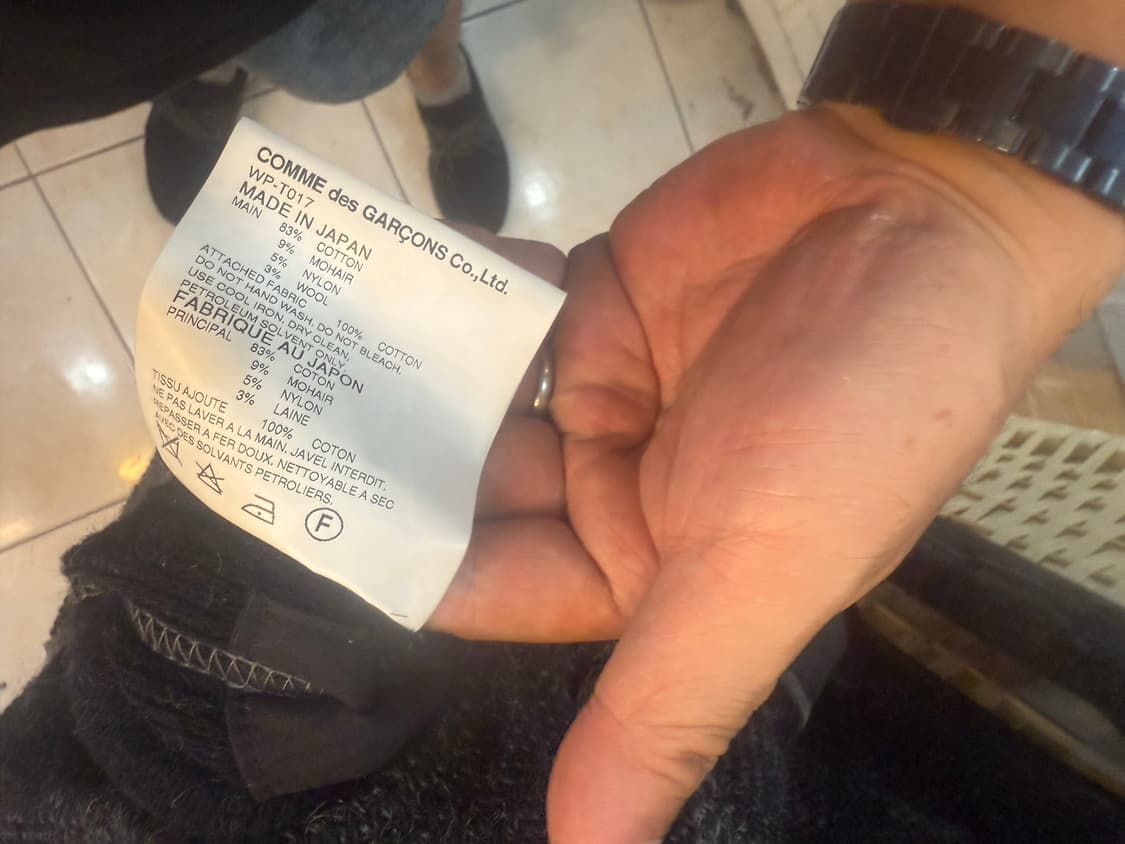 COMME des GARÇONS Co.,Ltd.
WP-T017
MADE IN JAPAN
MAIN 83% COTTON
9% MOHAIR
5% NYLON
3% WOOL
ATTACHED FABRIC 100% COTTON
DO NOT HAND WASH, DO NOT BLEACH,
USE COOL IRON, DRY CLEAN,
PETROLEUM SOLVENT ONLY.
FABRIQUE AU JAPON
PRINCIPAL 83% COTON
9% MOHAIR
5% NYLON
3% LAINE
TISSU AJOUTE 100% COTON
NE PAS LAVER A LA MAIN. JAVEL INTERDIT.
REPASSER A FER DOUX. NETTOYABLE A SEC
AVEC DES SOLVANTS PETROLIERS.
F